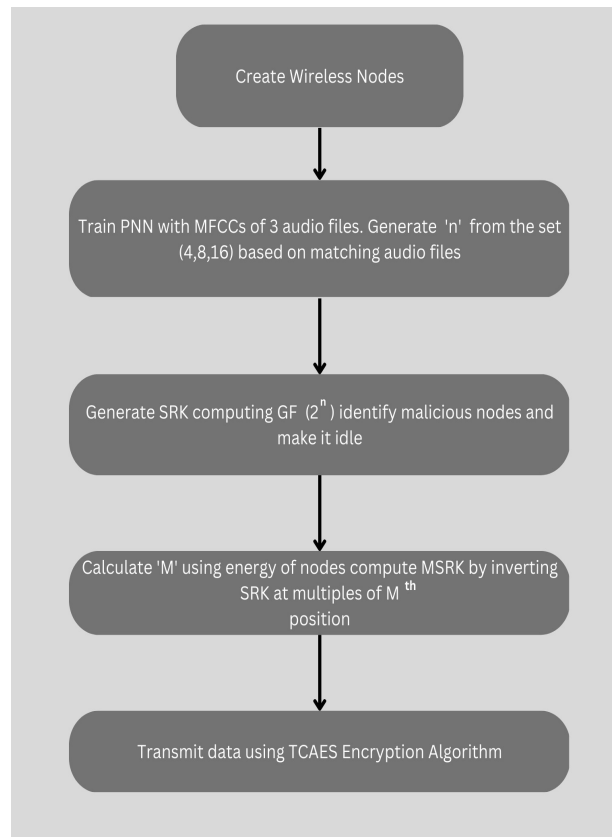 Create Wireless Nodes
Train PNN with MFCCs of 3 audio files. Generate 'n' from the set
(4,8,16) based on matching audio files
Generate SRK computing GF (2^n) identify malicious nodes and
make it idle
Calculate 'M' using energy of nodes compute MSRK by inverting
SRK at multiples of M^th
position
Transmit data using TCAES Encryption Algorithm